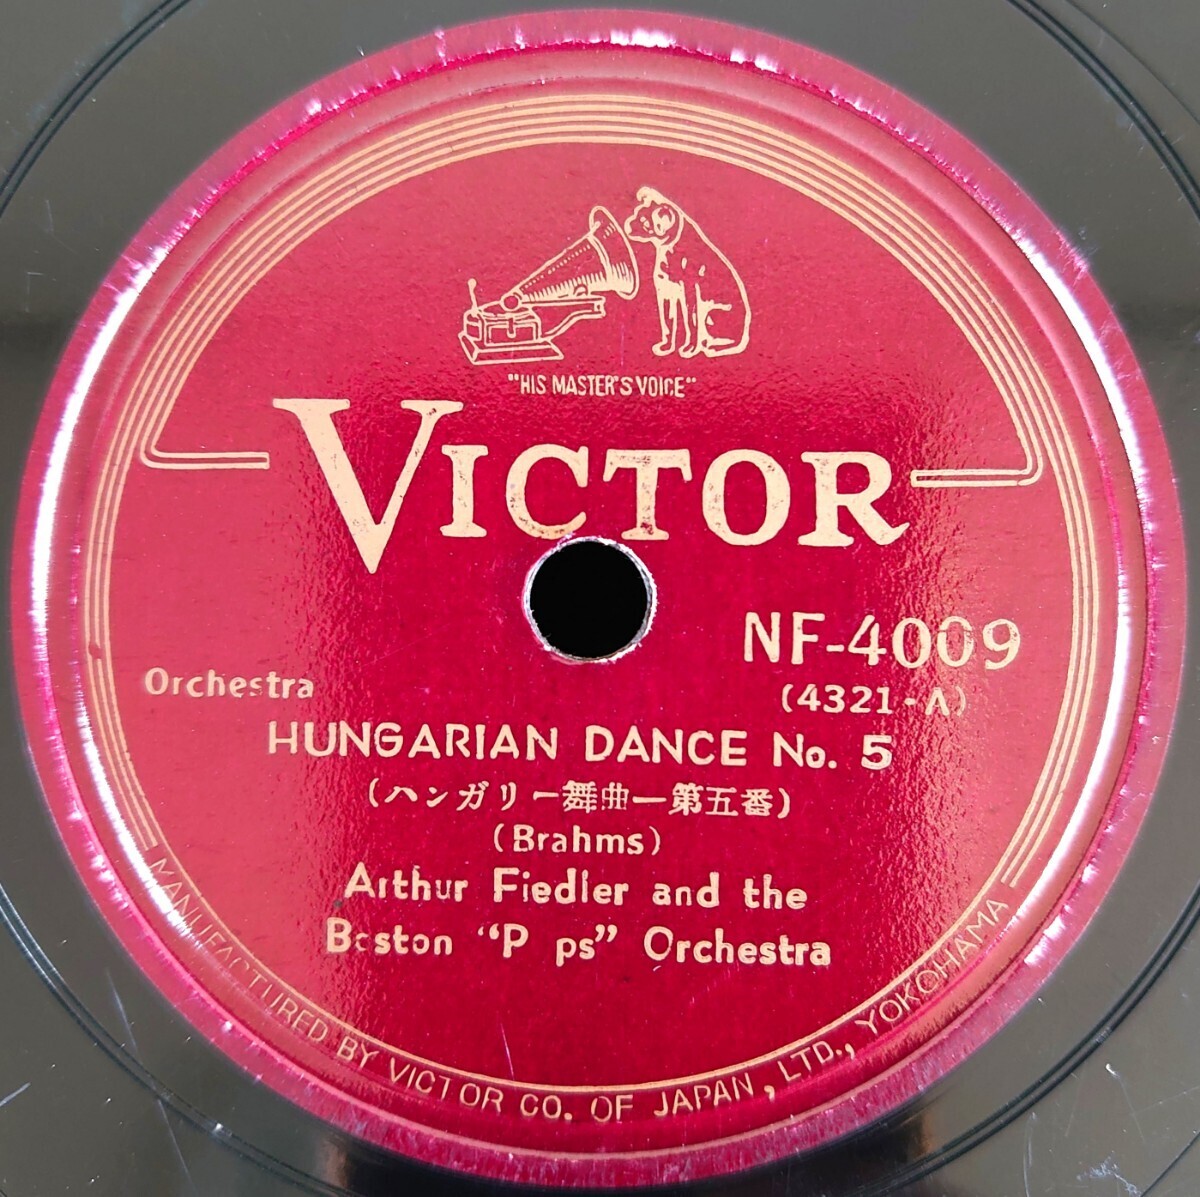 "HIS MASTER'S VOICE"
VICTOR
NF-4009
(4321-A)
Orchestra
HUNGARIAN DANCE No. 5
(ハンガリー舞曲ー第五番)
(Brahms)
Arthur Fiedler and the
Boston "P ps" Orchestra
MANUFACTURED BY VICTOR CO. OF JAPAN, LTD., YOKOHAMA